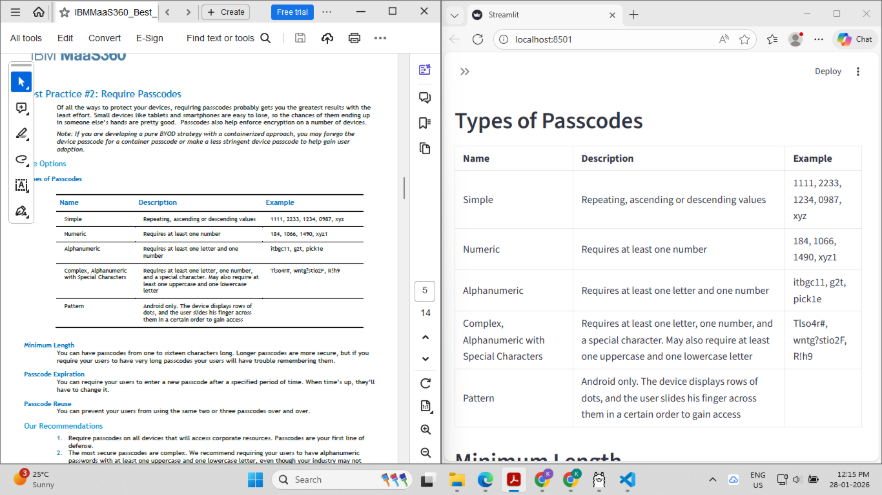 IBMMaaS360_Best_
Create
Free trial
All tools
Edit
Convert
E-Sign
Find text or tools
IBM MaaS360
st Practice #2: Require Passcodes
Of all the ways to protect your devices, requiring passcodes probably gets you the greatest results with the
least effort. Small devices like tablets and smartphones are easy to lose, so the chances of them ending up
in someone else's hands are pretty good. Passcodes also help enforce encryption on a number of devices.
Note: If you are developing a pure BYOD strategy with a containerized approach, you may forego the
device passcode for a container passcode or make a less stringent device passcode to help gain user
adoption.
e Options
pes of Passcodes
Name Description Example
Simple Repeating, ascending or descending values 1111, 2233, 1234, 0987, xyz
Numeric Requires at least one number 184, 1066, 1490, xyz1
Alphanumeric Requires at least one letter and one itbgc11, g2t, pick1e
number
Complex, Alphanumeric Requires at least one letter, one number, Tlso4r#, wntg?stio2F, R!h9
with Special Characters and a special character. May also require at
least one uppercase and one lowercase
letter
Pattern Android only. The device displays rows of
dots, and the user slides his finger across
them in a certain order to gain access
Minimum Length
You can have passcodes from one to sixteen characters long. Longer passcodes are more secure, but if you
require your users to have very long passcodes your users will have trouble remembering them.
Passcode Expiration
You can require your users to enter a new passcode after a specified period of time. When time's up, they'll
have to change it.
Passcode Reuse
You can prevent your users from using the same two or three passcodes over and over.
Our Recommendations
1. Require passcodes on all devices that will access corporate resources. Passcodes are your first line of
defense.
2. The most secure passcodes are complex. We recommend requiring your users to have alphanumeric
passwords with at least one uppercase and one lowercase letter, even though your industry may not
5
14
Streamlit
localhost:8501
Chat
Deploy
Types of Passcodes
Name Description Example
Simple Repeating, ascending or descending values 1111, 2233,
1234, 0987,
xyz
Numeric Requires at least one number 184, 1066,
1490, xyz1
Alphanumeric Requires at least one letter and one number itbgc11, g2t,
pick1e
Complex, Requires at least one letter, one number, and Tlso4r#,
Alphanumeric with a special character. May also require at least wntg?stio2F,
Special Characters one uppercase and one lowercase letter R!h9
Pattern Android only. The device displays rows of
dots, and the user slides his finger across
them in a certain order to gain access
Minimum Length
3
25°C
Sunny
Search
ENG
US
12:15 PM
28-01-2026